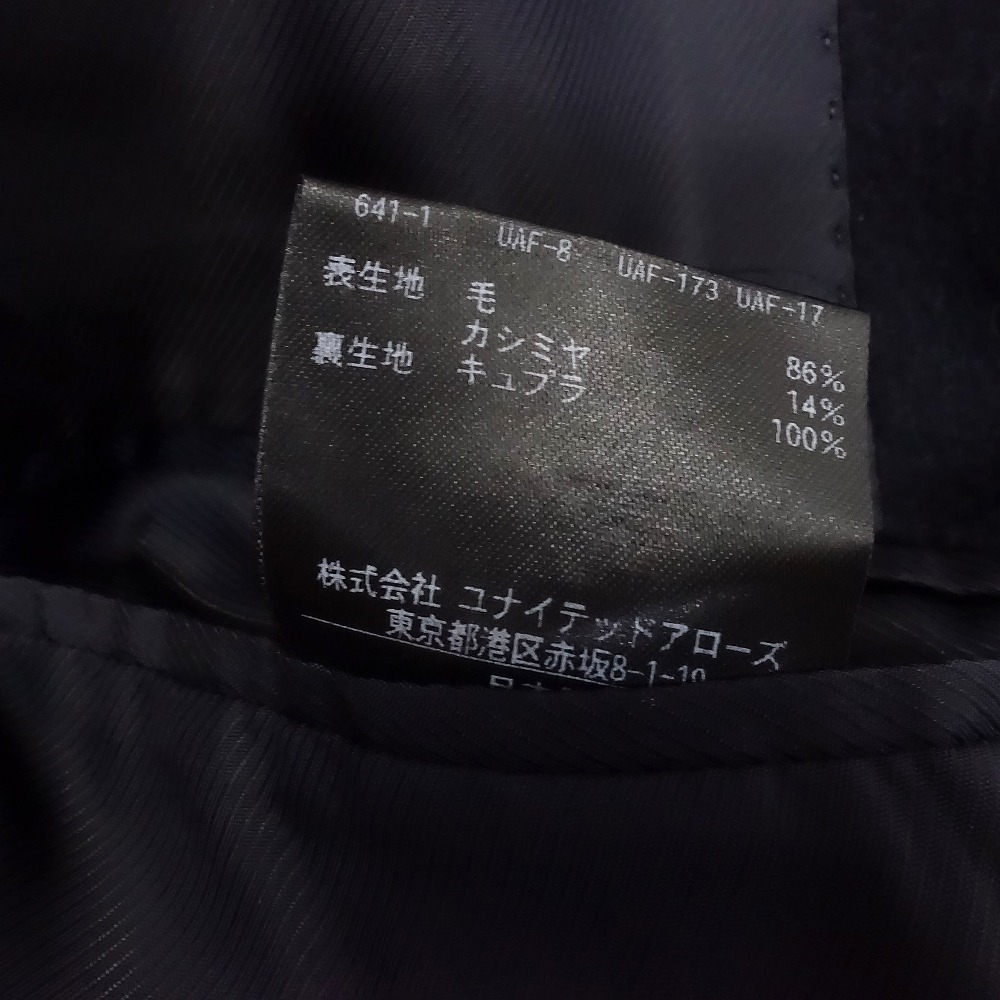 641-1 UAF-8 UAF-173 UAF-17
表生地 毛 86%
カシミヤ 14%
裏生地 キュプラ 100%
株式会社 ユナイテッドアローズ
東京都港区赤坂8-1-19